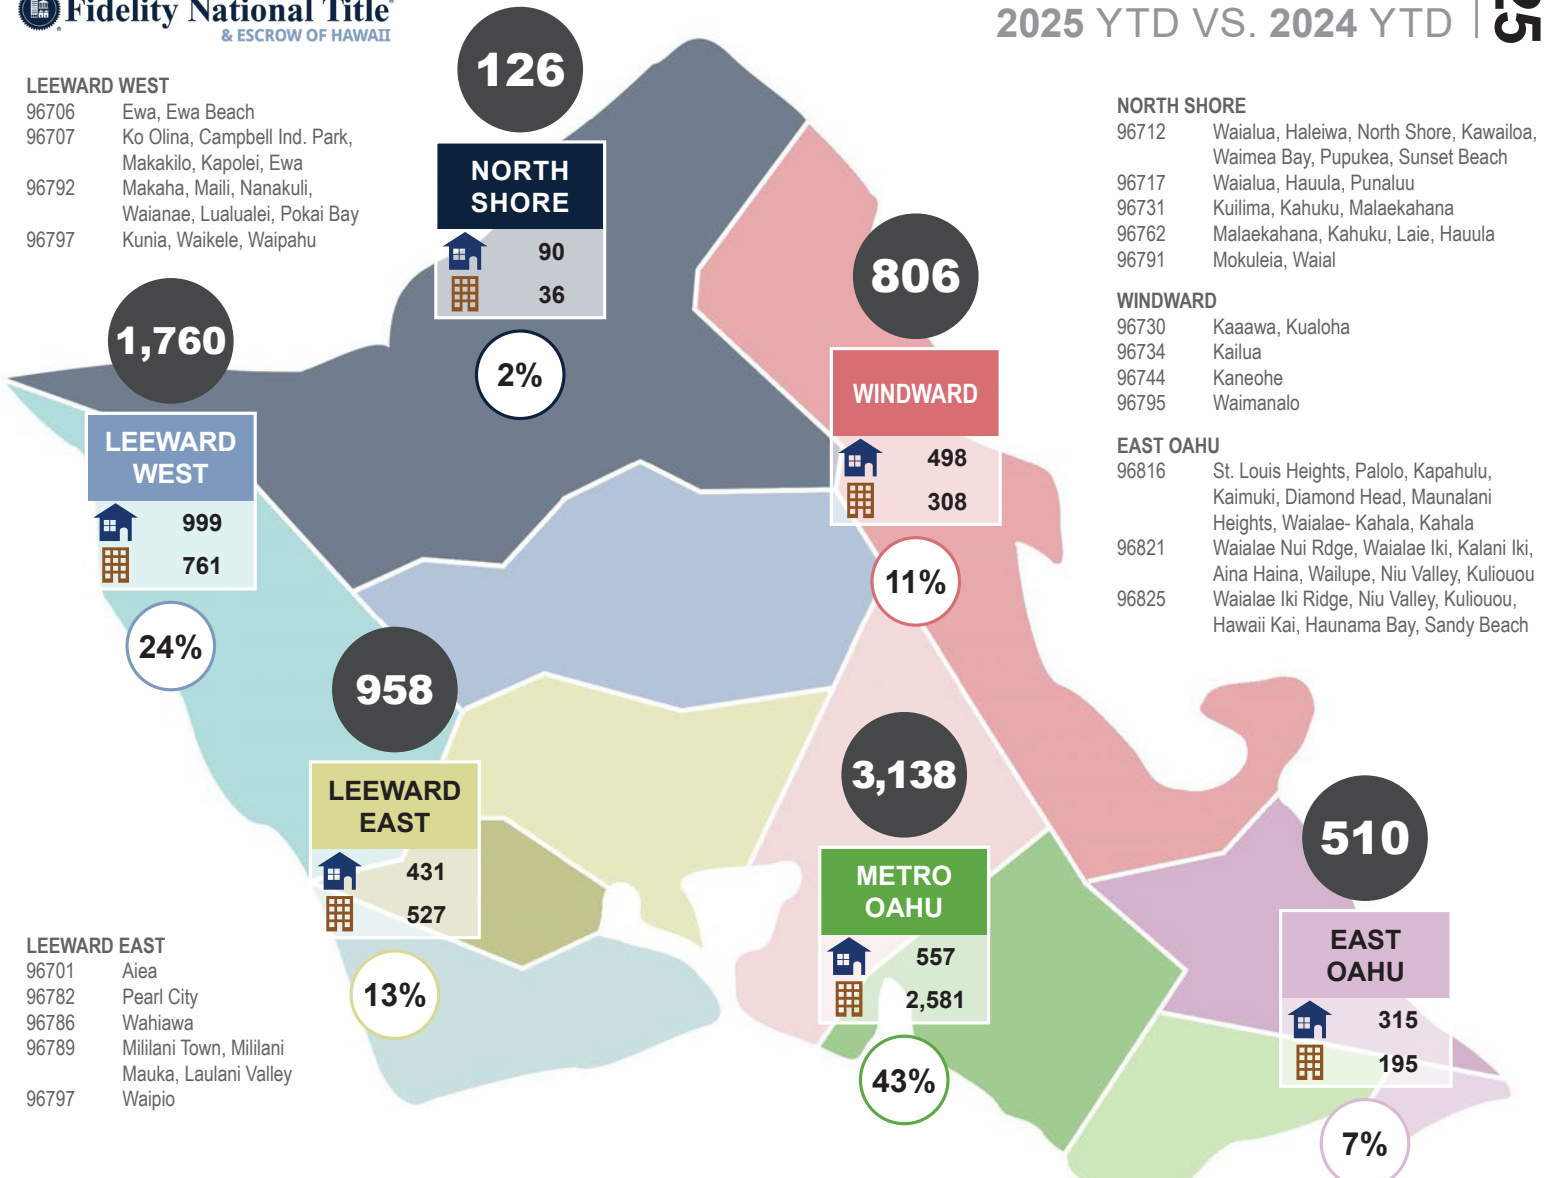 Fidelity National Title
& ESCROW OF HAWAII
2025 YTD VS. 2024 YTD
25
LEEWARD WEST
96706 Ewa, Ewa Beach
96707 Ko Olina, Campbell Ind. Park,
Makakilo, Kapolei, Ewa
96792 Makaha, Maili, Nanakuli,
Waianae, Lualualei, Pokai Bay
96797 Kunia, Waikele, Waipahu
126
NORTH
SHORE
90
36
2%
NORTH SHORE
96712 Waialua, Haleiwa, North Shore, Kawailoa,
Waimea Bay, Pupukea, Sunset Beach
96717 Waialua, Hauula, Punaluu
96731 Kuilima, Kahuku, Malaekahana
96762 Malaekahana, Kahuku, Laie, Hauula
96791 Mokuleia, Waial
WINDWARD
96730 Kaaawa, Kualoha
96734 Kailua
96744 Kaneohe
96795 Waimanalo
EAST OAHU
96816 St. Louis Heights, Palolo, Kapahulu,
Kaimuki, Diamond Head, Maunalani
Heights, Waialae- Kahala, Kahala
96821 Waialae Nui Rdge, Waialae Iki, Kalani Iki,
Aina Haina, Wailupe, Niu Valley, Kuliouou
96825 Waialae Iki Ridge, Niu Valley, Kuliouou,
Hawaii Kai, Haunama Bay, Sandy Beach
806
WINDWARD
498
308
11%
1,760
LEEWARD
WEST
999
761
24%
958
LEEWARD
EAST
431
527
13%
3,138
METRO
OAHU
557
2,581
43%
510
EAST
OAHU
315
195
7%
LEEWARD EAST
96701 Aiea
96782 Pearl City
96786 Wahiawa
96789 Mililani Town, Mililani
Mauka, Laulani Valley
96797 Waipio